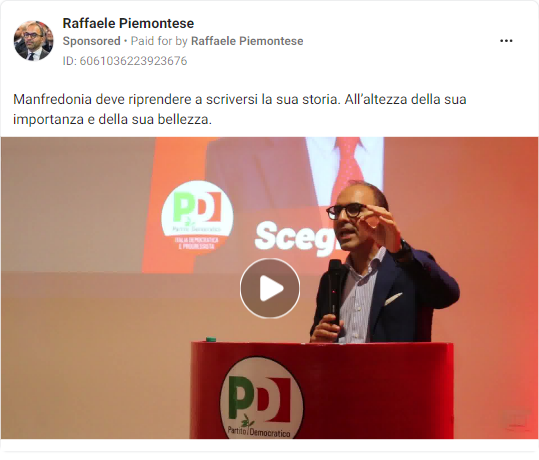 Raffaele Piemontese
Sponsored • Paid for by Raffaele Piemontese
ID: 6061036223923676
Manfredonia deve riprendere a scriversi la sua storia. All'altezza della sua
importanza e della sua bellezza.
PD
Partito Democratico
ITALIA DEMOCRATICA
E PROGRESSISTA
Scegl
PD
Partito Democratico